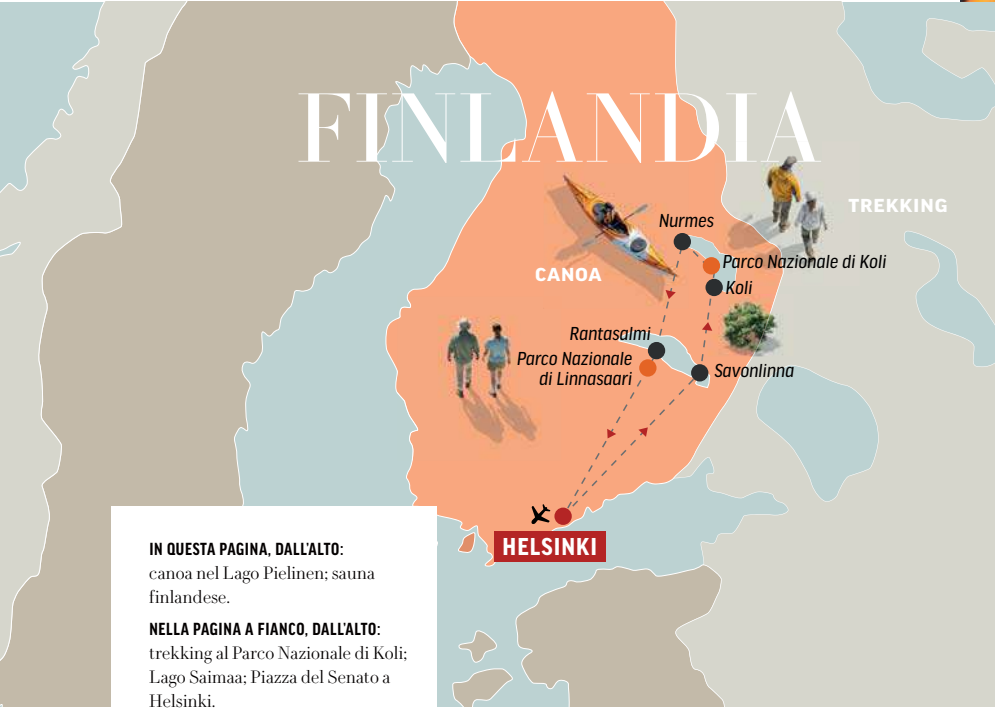 FINLANDIA
TREKKING
Nurmes
CANOA
Parco Nazionale di Koli
Koli
Rantasalmi
Parco Nazionale
di Linnasaari
Savonlinna
HELSINKI
IN QUESTA PAGINA, DALL'ALTO:
canoa nel Lago Pielinen; sauna
finlandese.
NELLA PAGINA A FIANCO, DALL'ALTO:
trekking al Parco Nazionale di Koli;
Lago Saimaa; Piazza del Senato a
Helsinki.